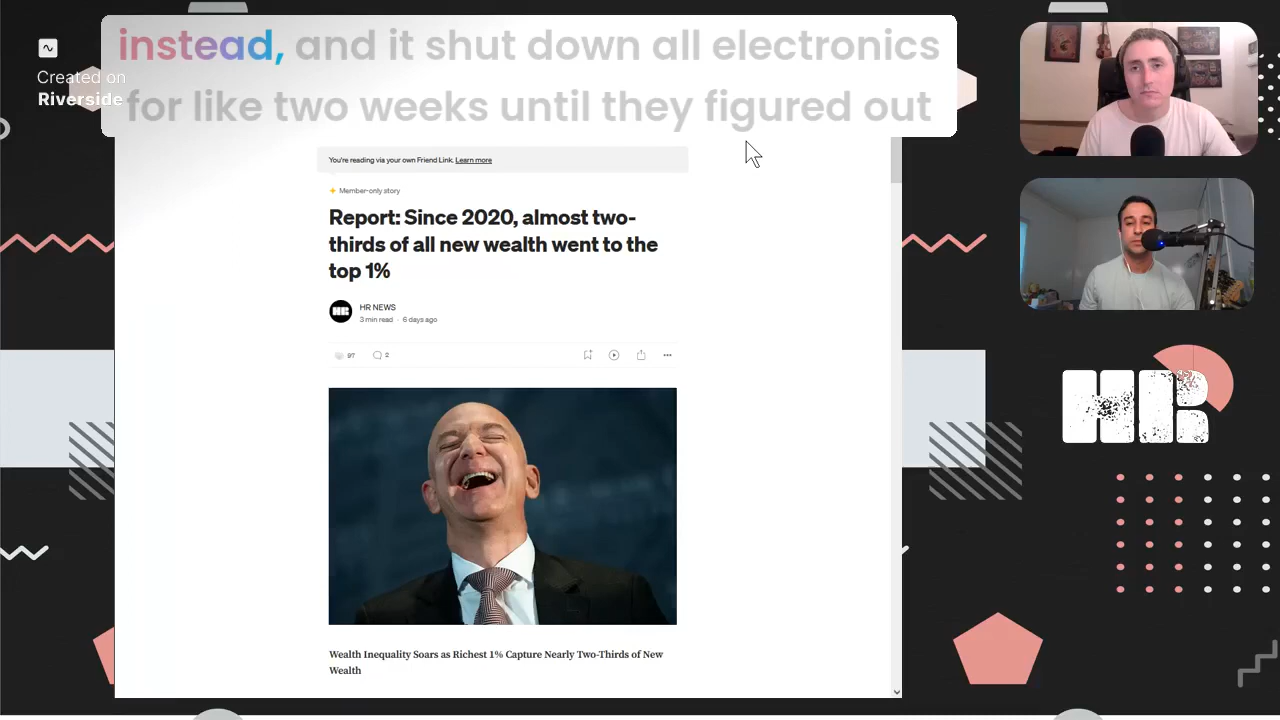 instead, and it shut down all electronics
for like two weeks until they figured out
Created on
Riverside
You're reading via your own Friend Link. Learn more
Member-only story
Report: Since 2020, almost two-
thirds of all new wealth went to the
top 1%
HR
HR NEWS
3 min read · 6 days ago
97
2
Wealth Inequality Soars as Richest 1% Capture Nearly Two-Thirds of New
Wealth
HR